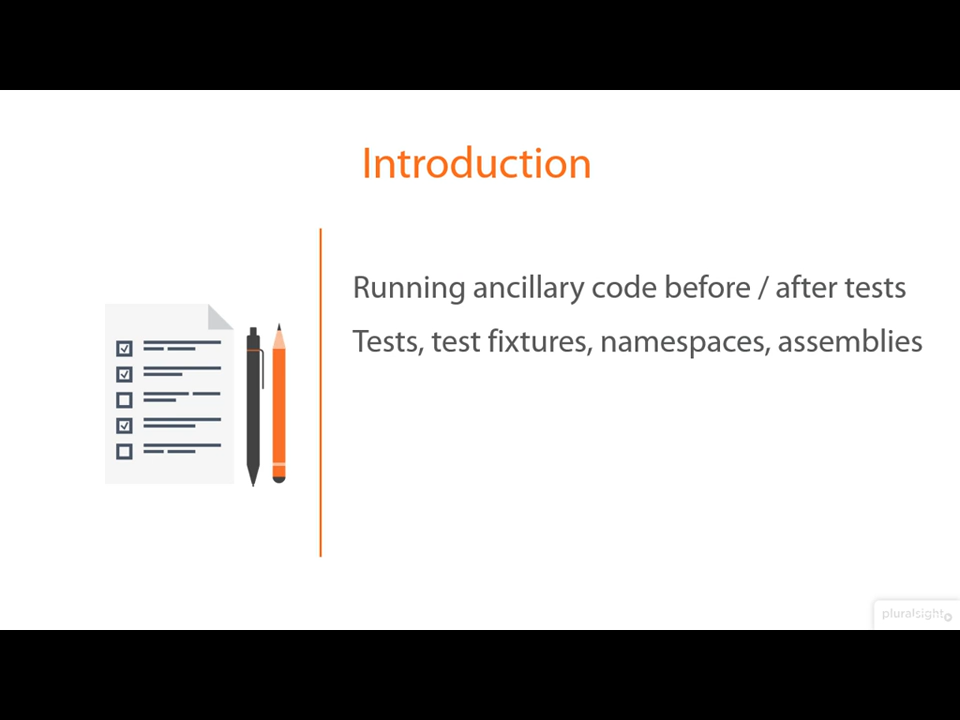 Introduction
Running ancillary code before / after tests
Tests, test fixtures, namespaces, assemblies
pluralsight